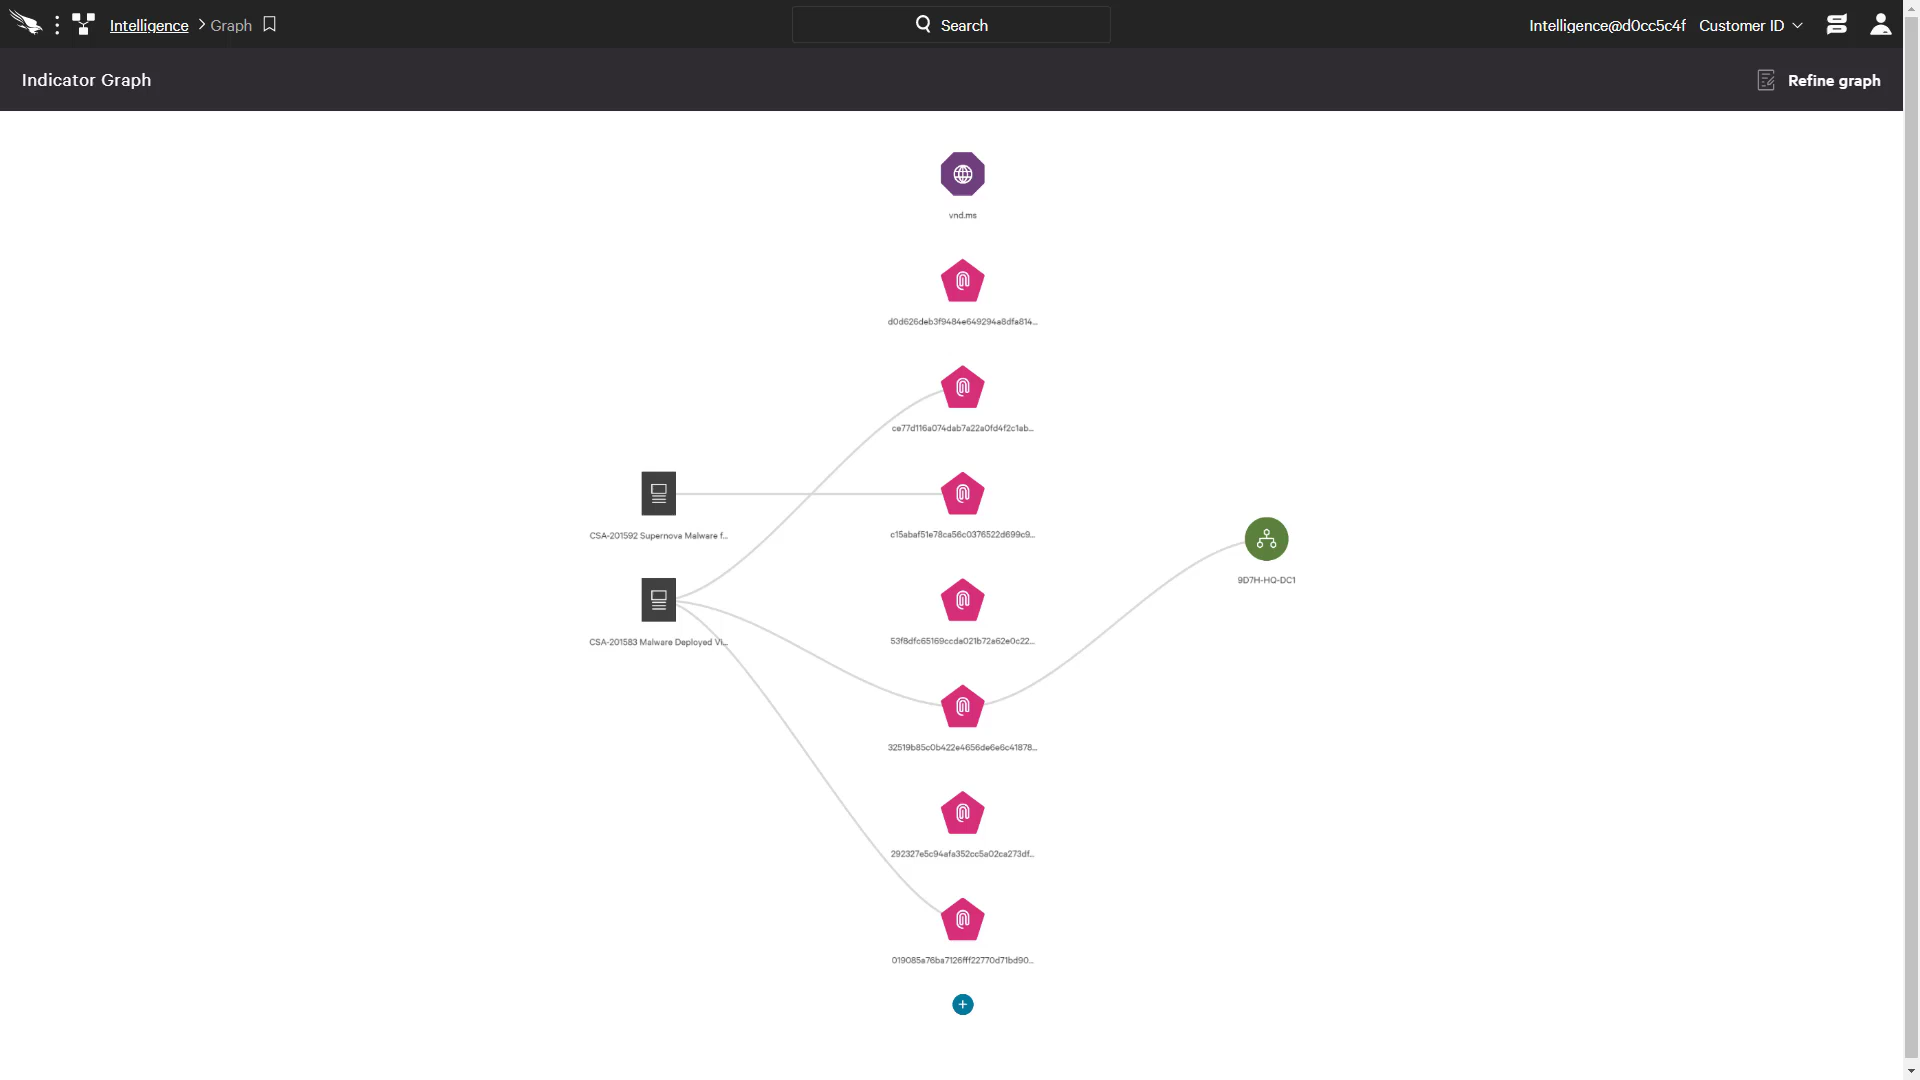 Intelligence > Graph
Search
Intelligence@d0cc5c4f Customer ID
Indicator Graph
Refine graph
vnd.ms
d0d626deb3f9484e649294a8dfa814...
ce77d116a074dab7a22a0fd4f2c1ab...
c15abaf51e78ca56c0376522d699c9...
CSA-201592 Supernova Malware f...
9D7H-HQ-DC1
53f8dfc65169ccda021b72a62e0c22...
CSA-201583 Malware Deployed Vi...
32519b85c0b422e4656de6e6c41878...
292327e5c94afa352cc5a02ca273df...
019085a76ba7126fff22770d71bd90...